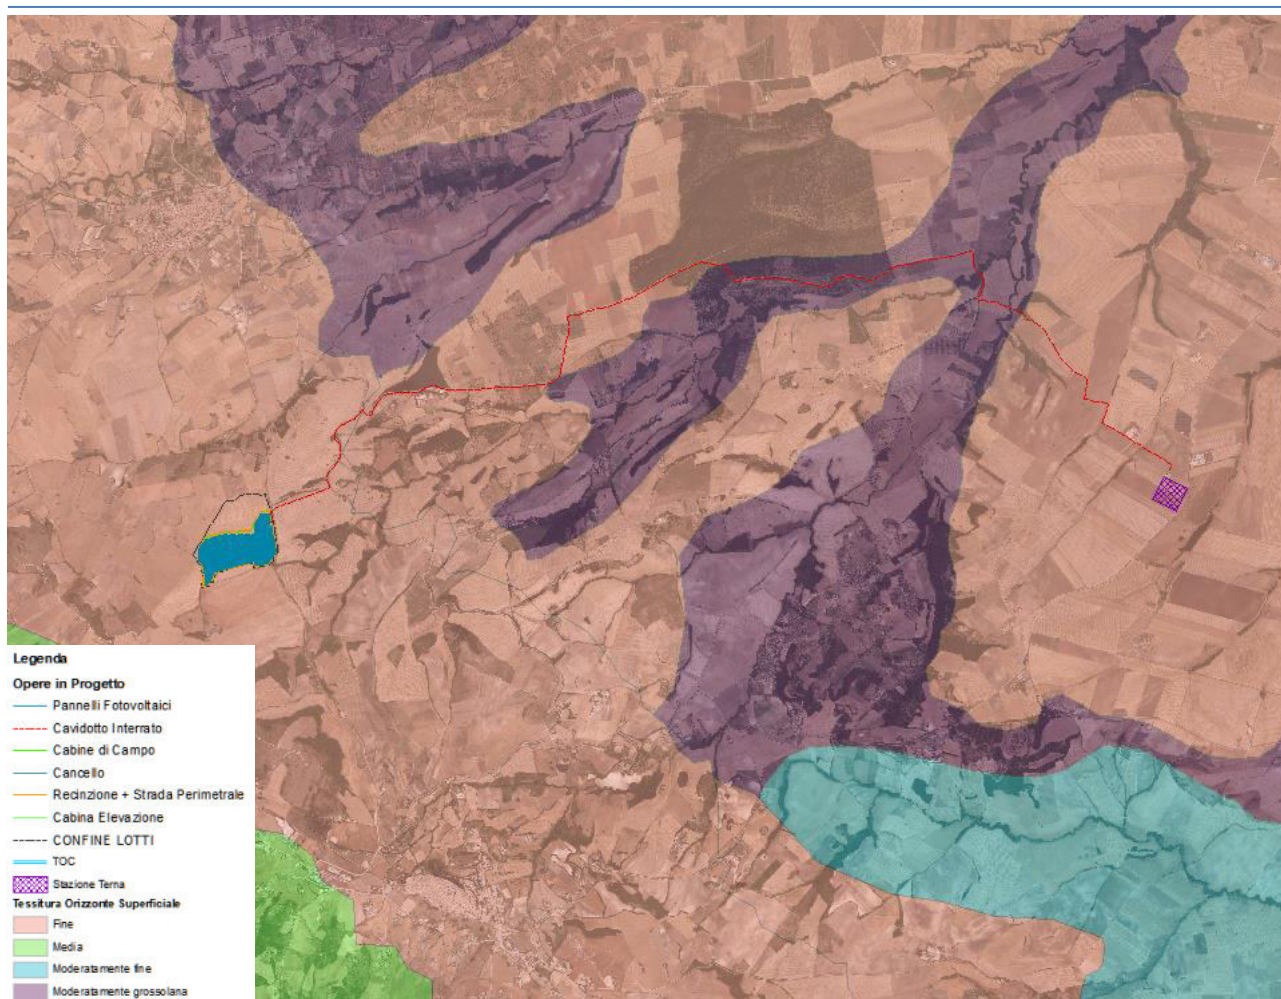 Legenda
Opere in Progetto
Pannelli Fotovoltaici
Cavidotto Interrato
Cabine di Campo
Cancello
Recinzione + Strada Perimetrale
Cabina Elevazione
CONFINE LOTTI
TOC
Stazione Terna
Tessitura Orizzonte Superficiale
Fine
Media
Moderatamente fine
Moderatamente grossolana